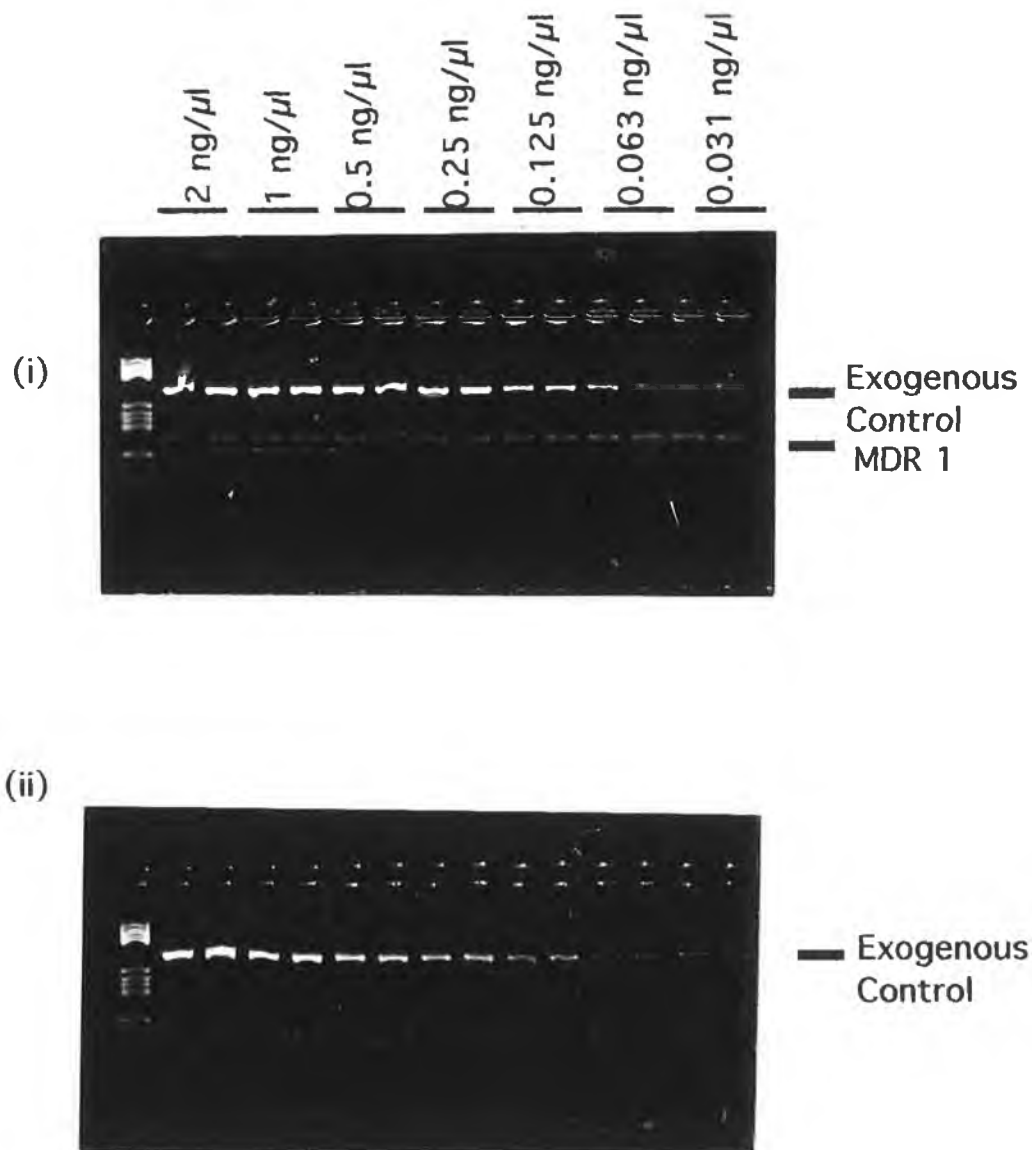 2 ng/µl
1 ng/µl
0.5 ng/µl
0.25 ng/µl
0.125 ng/µl
0.063 ng/µl
0.031 ng/µl
(i)
Exogenous
Control
MDR 1
(ii)
Exogenous
Control